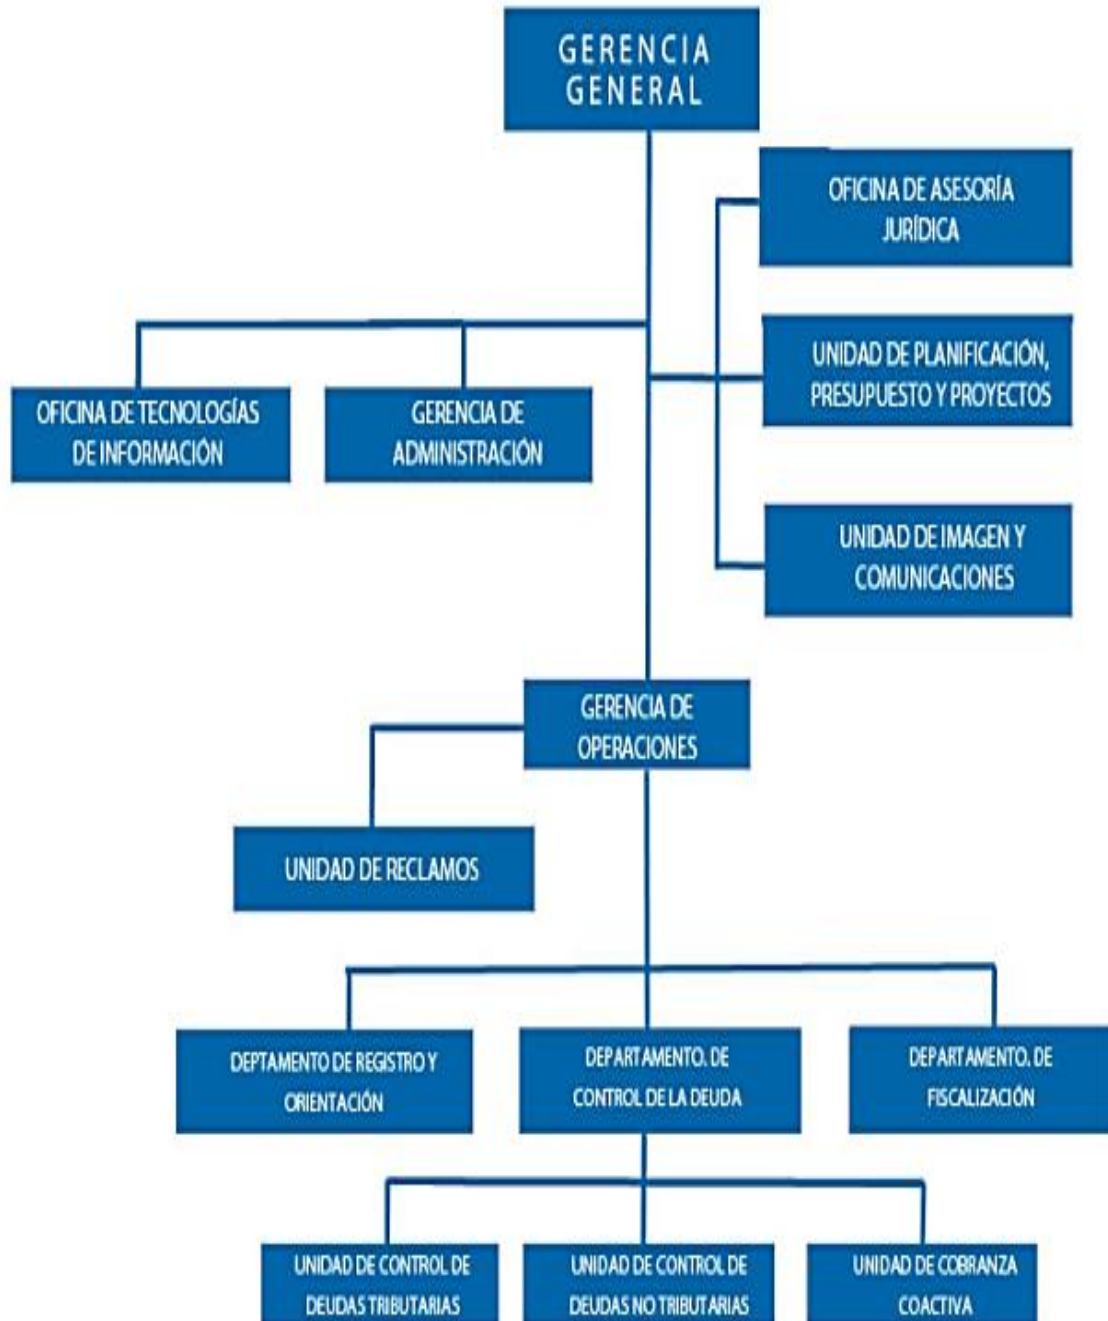 GERENCIA
GENERAL
OFICINA DE ASESORÍA
JURÍDICA
UNIDAD DE PLANIFICACIÓN,
PRESUPUESTO Y PROYECTOS
OFICINA DE TECNOLOGÍAS
DE INFORMACIÓN
GERENCIA DE
ADMINISTRACIÓN
UNIDAD DE IMAGEN Y
COMUNICACIONES
GERENCIA DE
OPERACIONES
UNIDAD DE RECLAMOS
DEPTAMENTO DE REGISTRO Y
ORIENTACIÓN
DEPARTAMENTO. DE
CONTROL DE LA DEUDA
DEPARTAMENTO. DE
FISCALIZACIÓN
UNIDAD DE CONTROL DE
DEUDAS TRIBUTARIAS
UNIDAD DE CONTROL DE
DEUDAS NO TRIBUTARIAS
UNIDAD DE COBRANZA
COACTIVA